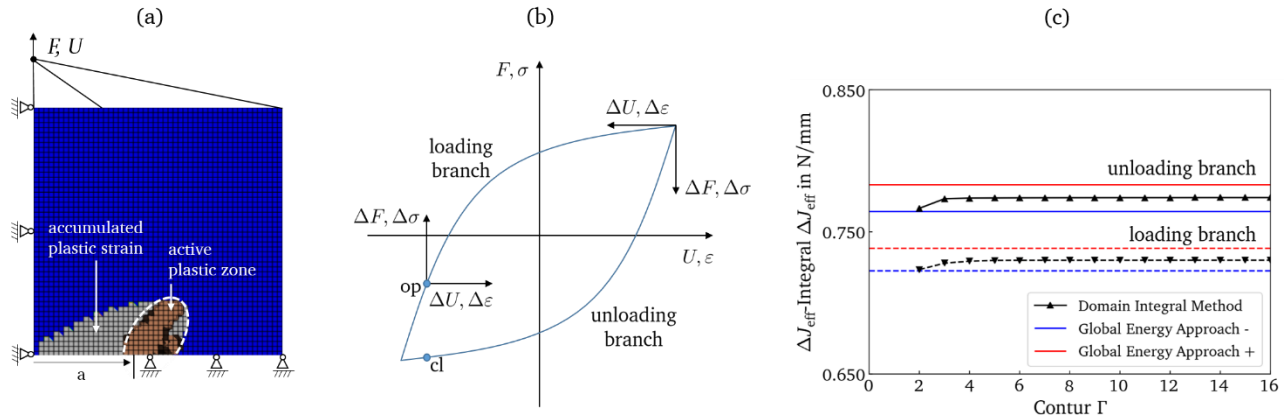 (a)
F, U
accumulated
plastic strain
active
plastic zone
a
(b)
F, σ
ΔU, Δε
loading
branch
ΔF, Δσ
ΔF, Δσ
U, ε
op
ΔU, Δε
unloading
branch
cl
(c)
ΔJeff-Integral ΔJeff in N/mm
0.850
0.750
0.650
unloading branch
loading branch
Domain Integral Method
Global Energy Approach -
Global Energy Approach +
0 2 4 6 8 10 12 14 16
Contur Γ